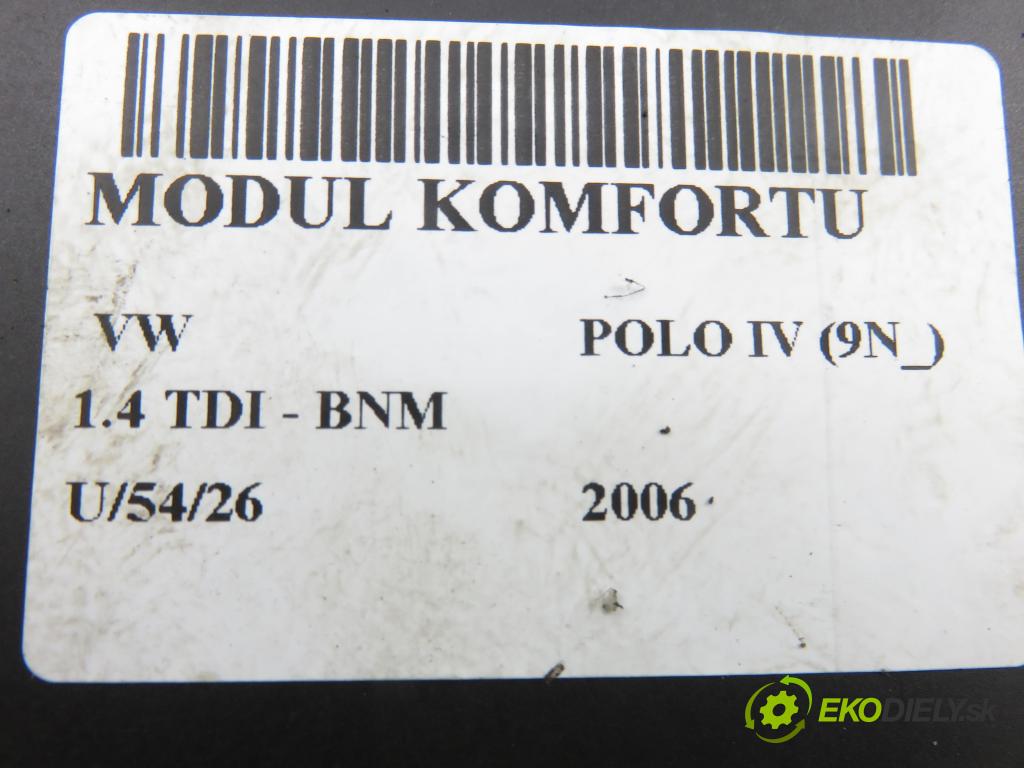 MODUL KOMFORTU
VW POLO IV (9N_)
1.4 TDI - BNM
U/54/26 2006
EKODIELY.sk